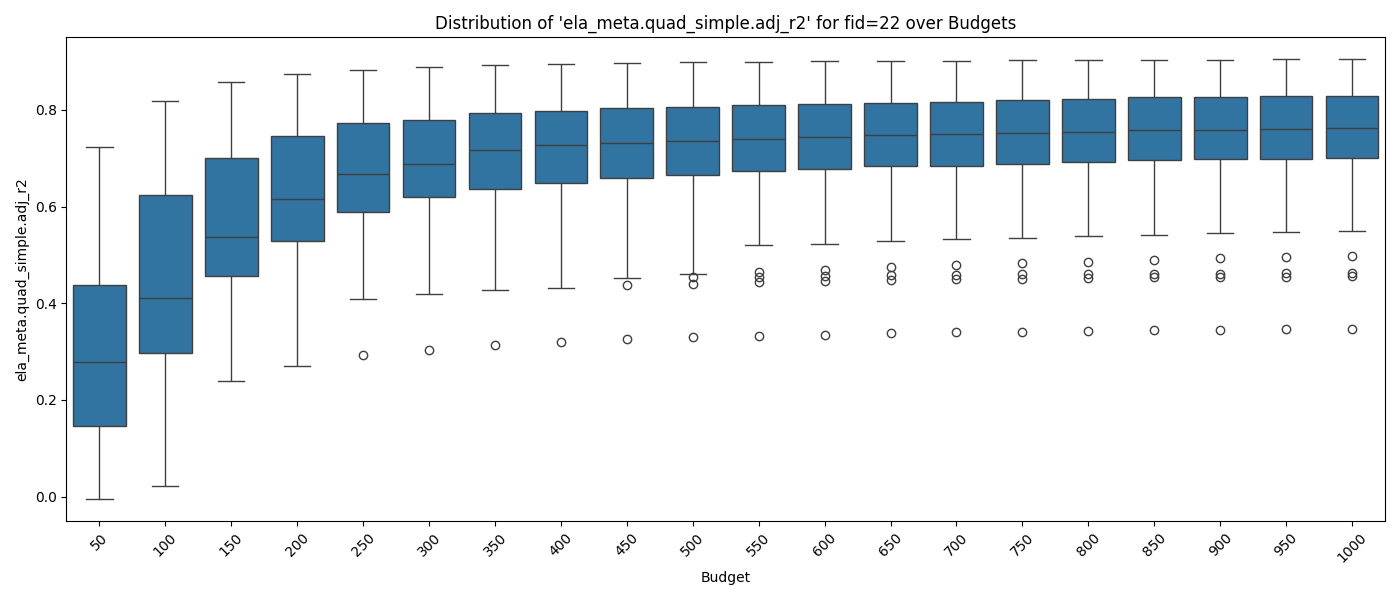 Distribution of 'ela_meta.quad_simple.adj_r2' for fid=22 over Budgets
ela_meta.quad_simple.adj_r2
0.8
0.6
0.4
0.2
0.0
50 100 150 200 250 300 350 400 450 500 550 600 650 700 750 800 850 900 950 1000
Budget